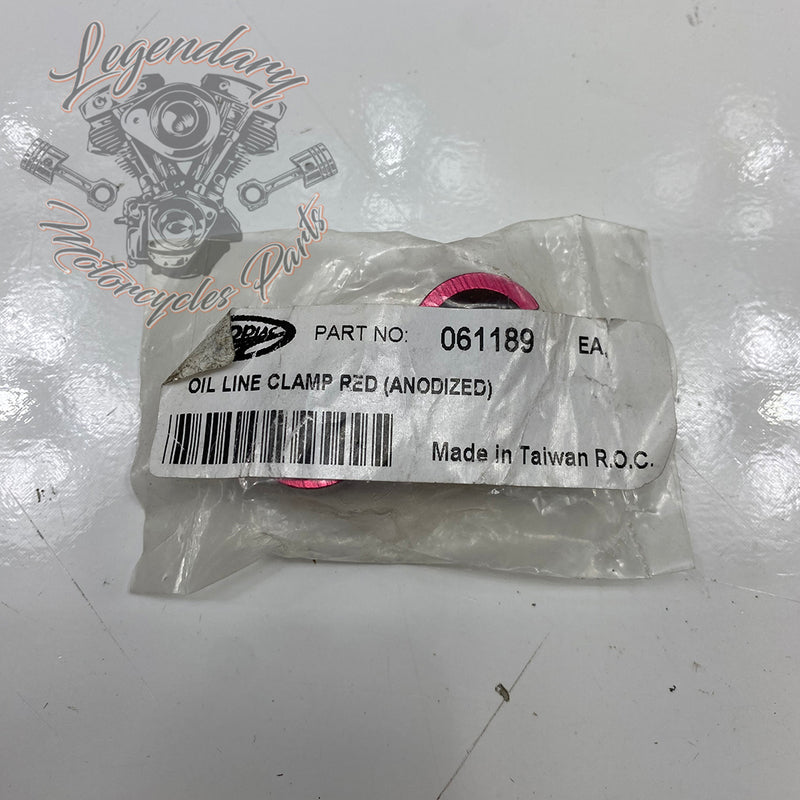 Legendary
Motorcycles Parts
PART NO: 061189 EA.
OIL LINE CLAMP RED (ANODIZED)
Made in Taiwan R.O.C.